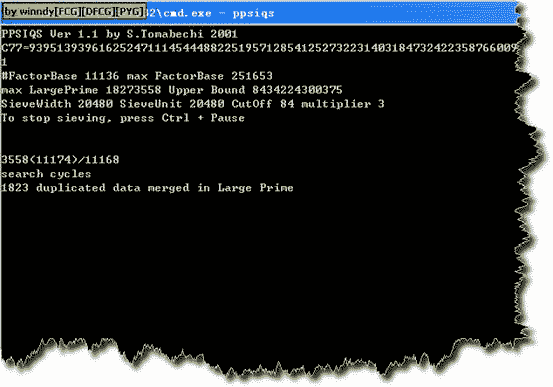 by winndy[FCG][DFCG][PYG] 32\cmd.exe - ppsiqs
PPSIQS Ver 1.1 by S.Tomabechi 2001
C77=939513939616252471114544488225195712854125273223140318473242235876600９
1
#FactorBase 11136 max FactorBase 251653
max LargePrime 18273558 Upper Bound 8434224300375
SieveWidth 20480 SieveUnit 20480 CutOff 84 multiplier 3
To stop sieving, press Ctrl + Pause
3558(11174)/11168
search cycles
1823 duplicated data merged in Large Prime